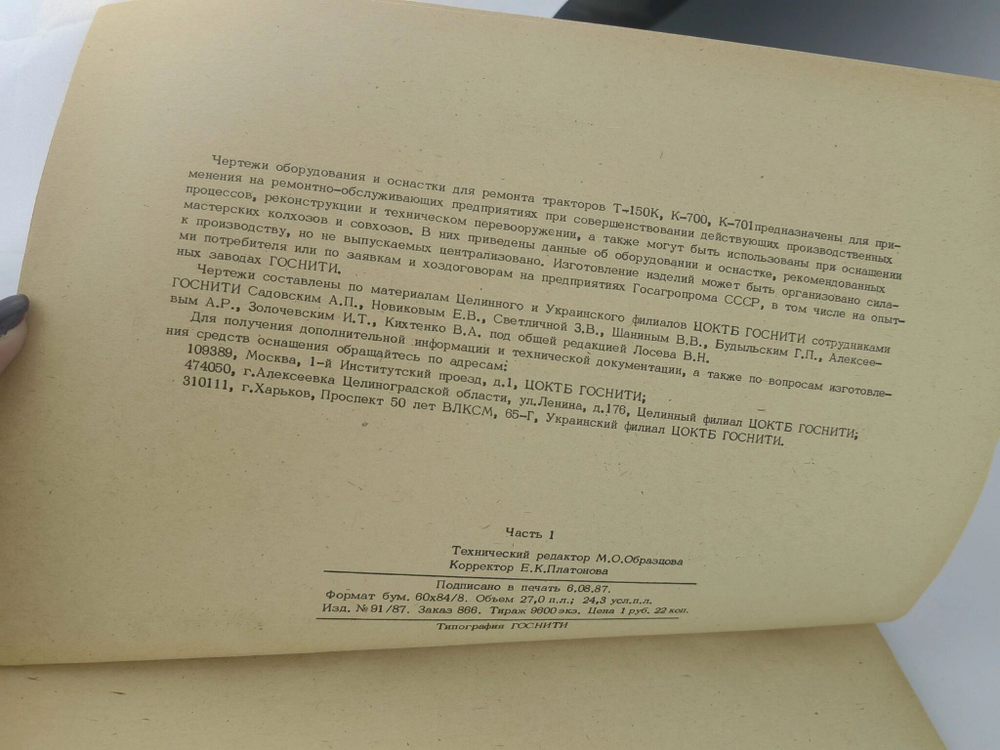 Чертежи оборудования и оснастки для ремонта тракторов Т-150К, К-700, К-701предназначены для при-
менения на ремонтно-обслуживающих предприятиях при совершенствовании действующих производственных
процессов, реконструкции и техническом перевооружении, а также могут быть использованы при оснащении
мастерских колхозов и совхозов. В них приведены данные об оборудовании и оснастке, рекомендованных
к производству, но не выпускаемых централизовано. Изготовление изделий может быть организовано сила-
ми потребителя или по заявкам и хоздоговорам на предприятиях Госагропрома СССР, в том числе на опыт-
ных заводах ГОСНИТИ.
Чертежи составлены по материалам Целинного и Украинского филиалов ЦОКТБ ГОСНИТИ сотрудниками
ГОСНИТИ Садовским А.П., Новиковым Е.В., Светличной З.В., Шаниным В.В., Будыльским Г.П., Алексее-
вым А.Р., Золочевским И.Т., Кихтенко В.А. под общей редакцией Лосева В.Н.
Для получения дополнительной информации и технической документации, а также по вопросам изготовле-
ния средств оснащения обращайтесь по адресам:
109389, Москва, 1-й Институтский проезд, д.1, ЦОКТБ ГОСНИТИ;
474050, г.Алексеевка Целиноградской области, ул.Ленина, д.176, Целинный филиал ЦОКТБ ГОСНИТИ;
310111, г.Харьков, Проспект 50 лет ВЛКСМ, 65-Г, Украинский филиал ЦОКТБ ГОСНИТИ.
Часть 1
Технический редактор М.О.Образцова
Корректор Е.К.Платонова
Подписано в печать 6.08.87.
Формат бум. 60х84/8. Объем 27,0 п.л.; 24,3 усл.п.л.
Изд. №91/87. Заказ 866. Тираж 9600экз. Цена 1 руб. 22 коп.
Типография ГОСНИТИ